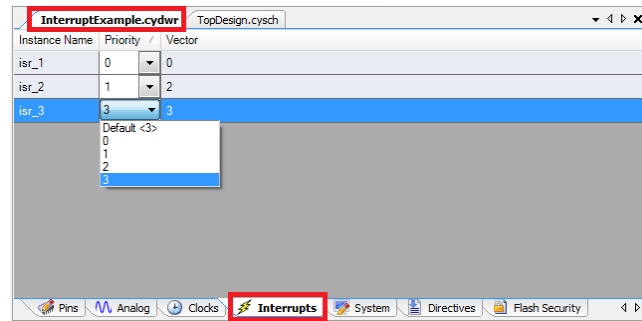 InterruptExample.cydwr TopDesign.cysch
Instance Name Priority / Vector
isr_1 0 0
isr_2 1 2
isr_3 3 3
Default <3>
0
1
2
3
Pins Analog Clocks Interrupts System Directives Flash Security